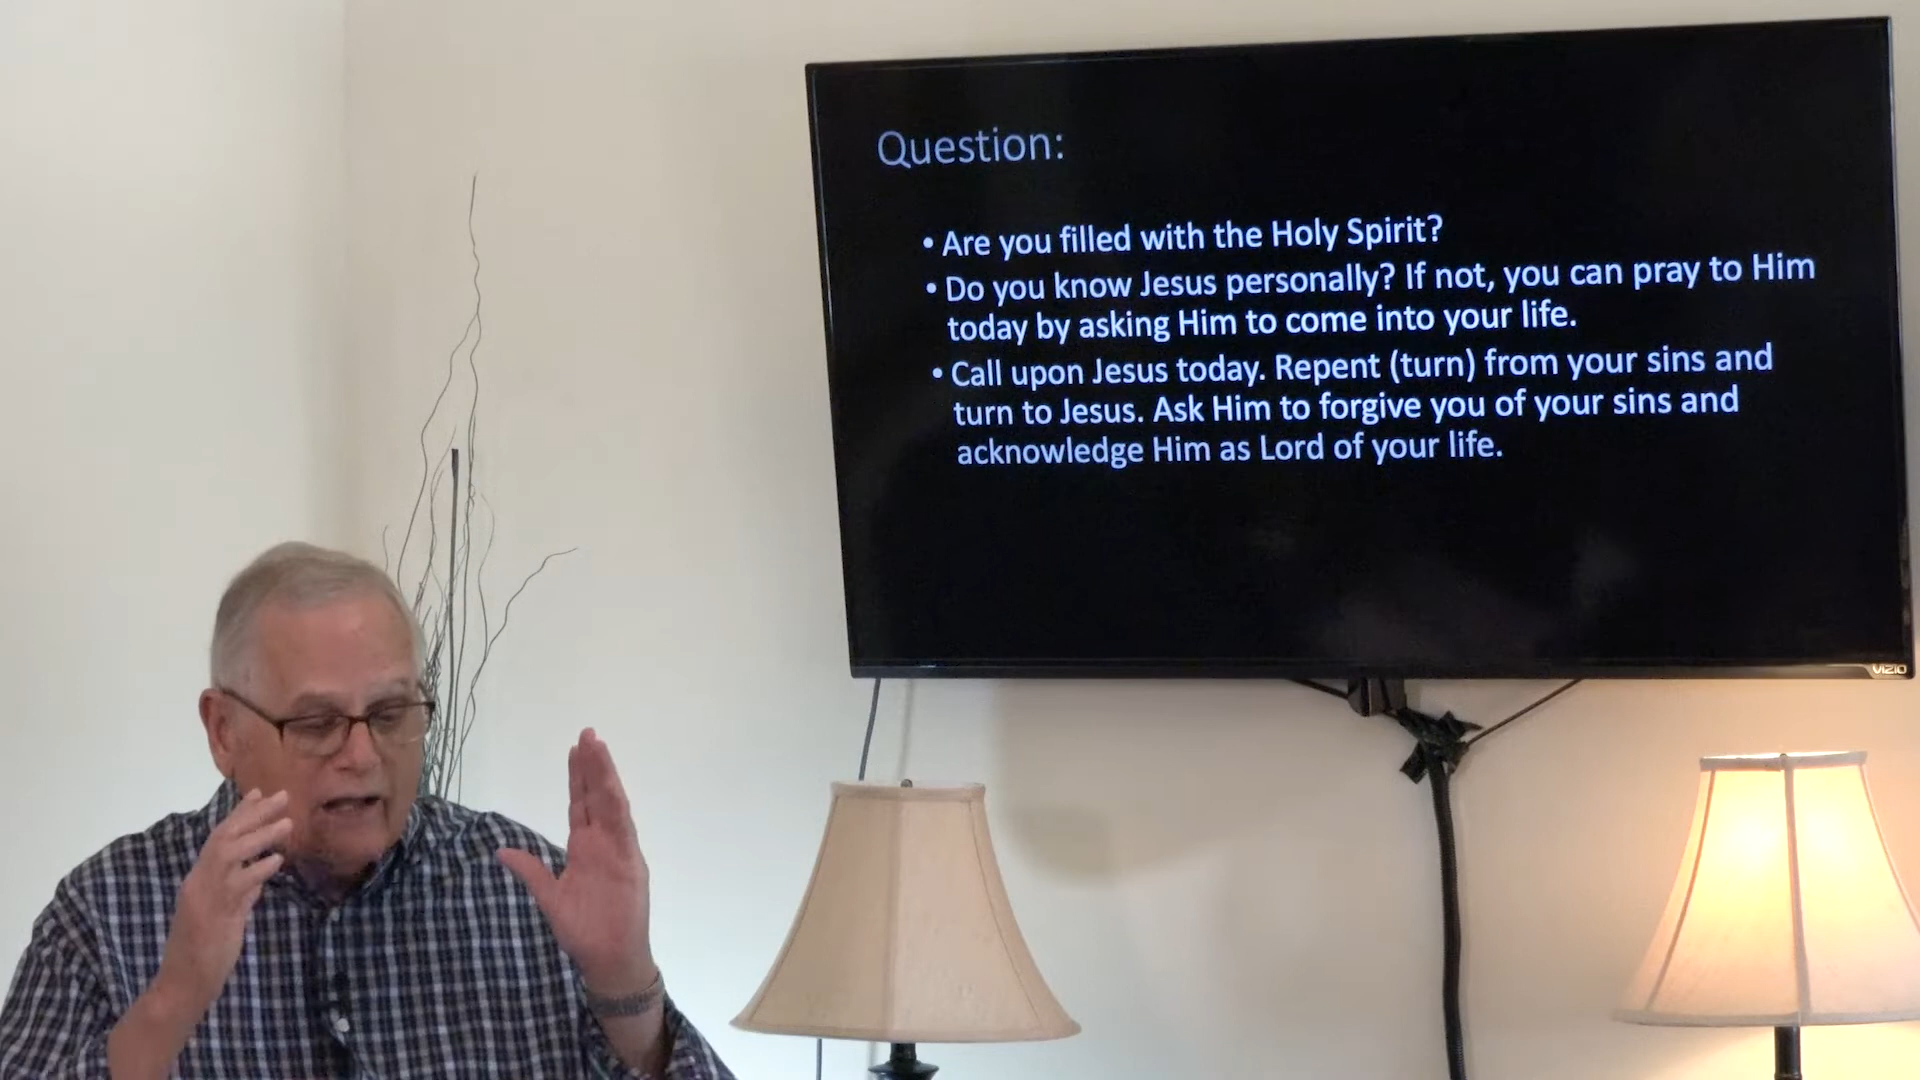 Question:
• Are you filled with the Holy Spirit?
• Do you know Jesus personally? If not, you can pray to Him
today by asking Him to come into your life.
• Call upon Jesus today. Repent (turn) from your sins and
turn to Jesus. Ask Him to forgive you of your sins and
acknowledge Him as Lord of your life.
VIZIO